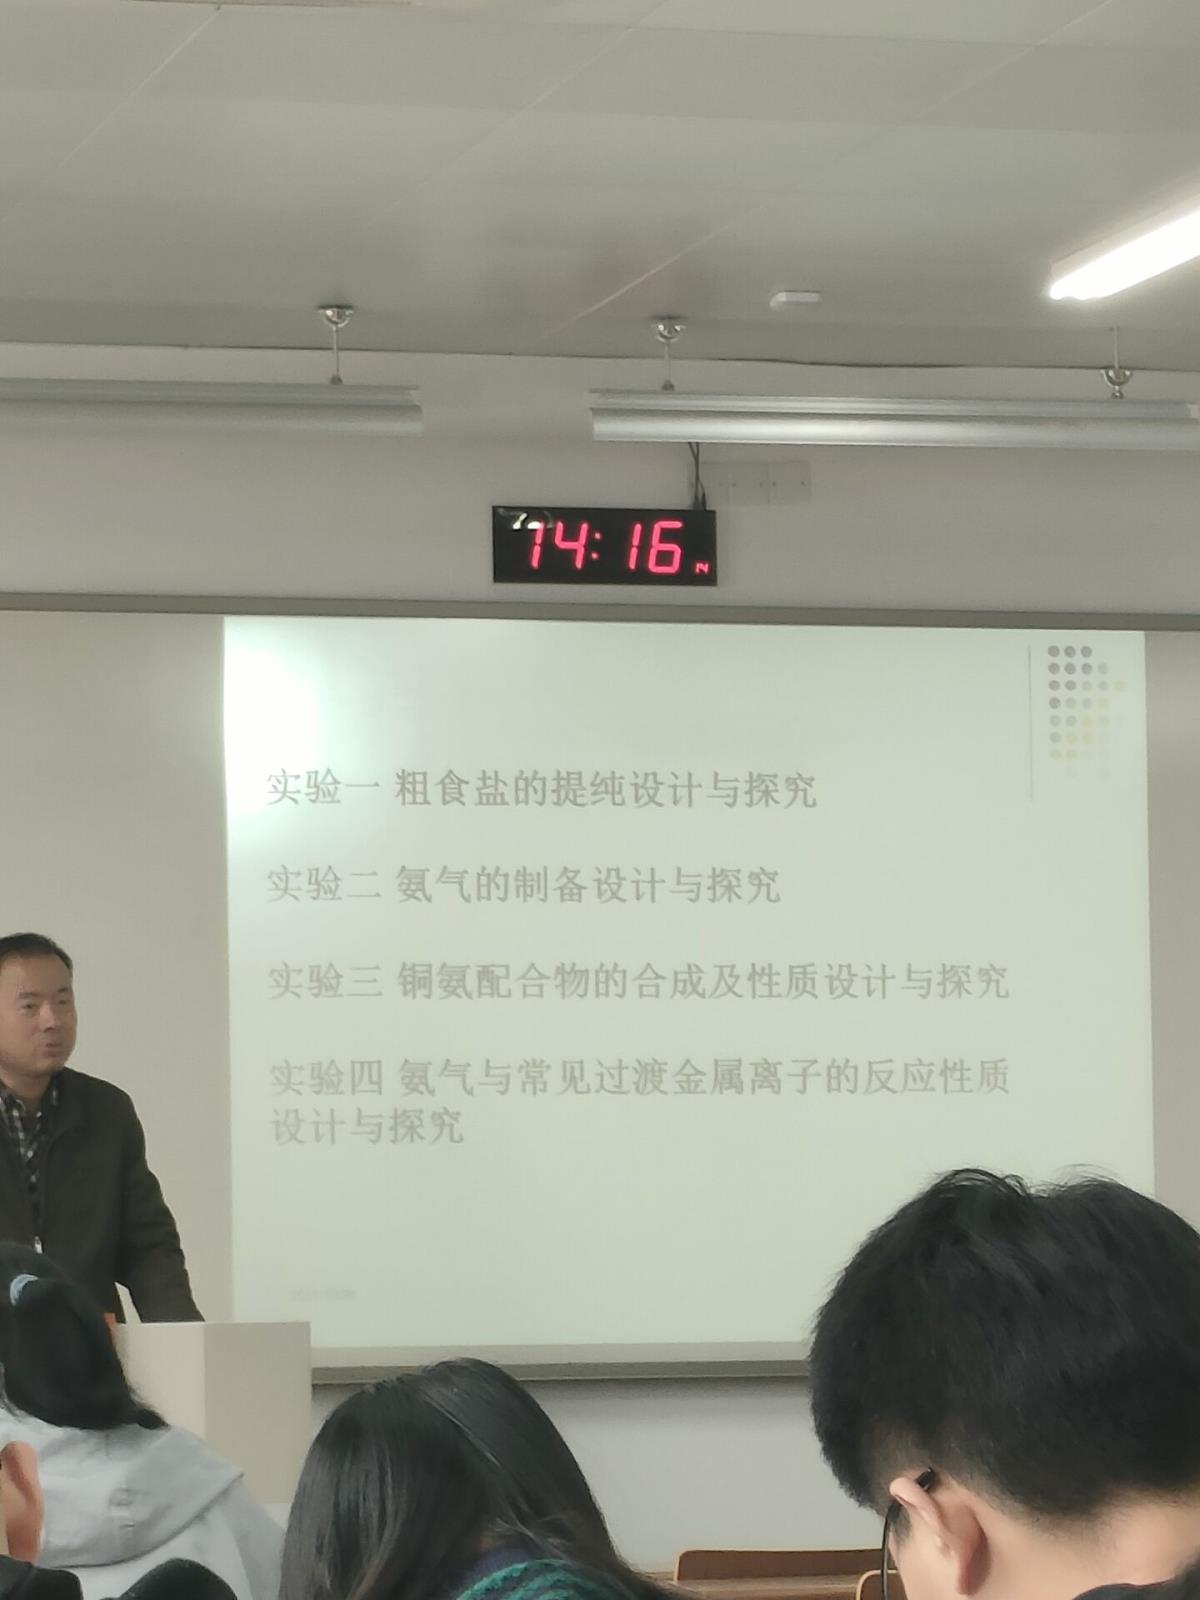 14:16
实验一 粗食盐的提纯设计与探究
实验二 氨气的制备设计与探究
实验三 铜氨配合物的合成及性质设计与探究
实验四 氨气与常见过渡金属离子的反应性质
设计与探究